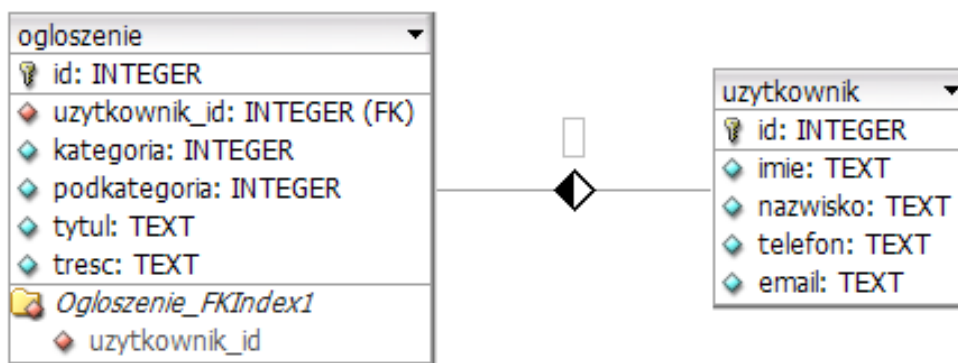 ogloszenie
id: INTEGER
uzytkownik_id: INTEGER (FK)
kategoria: INTEGER
podkategoria: INTEGER
tytul: TEXT
tresc: TEXT
Ogloszenie_FKIndex1
uzytkownik_id
uzytkownik
id: INTEGER
imie: TEXT
nazwisko: TEXT
telefon: TEXT
email: TEXT